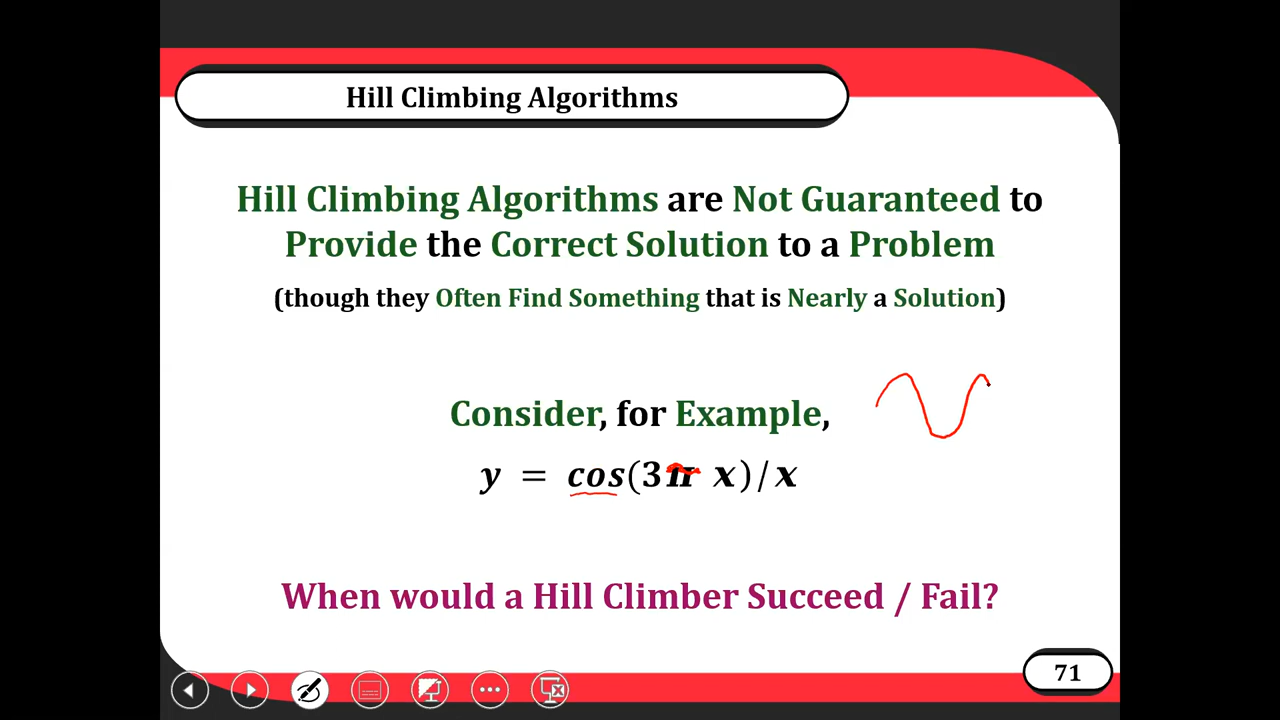 Hill Climbing Algorithms
Hill Climbing Algorithms are Not Guaranteed to
Provide the Correct Solution to a Problem
(though they Often Find Something that is Nearly a Solution)
Consider, for Example,
y = cos(3π x)/x
When would a Hill Climber Succeed / Fail?
71